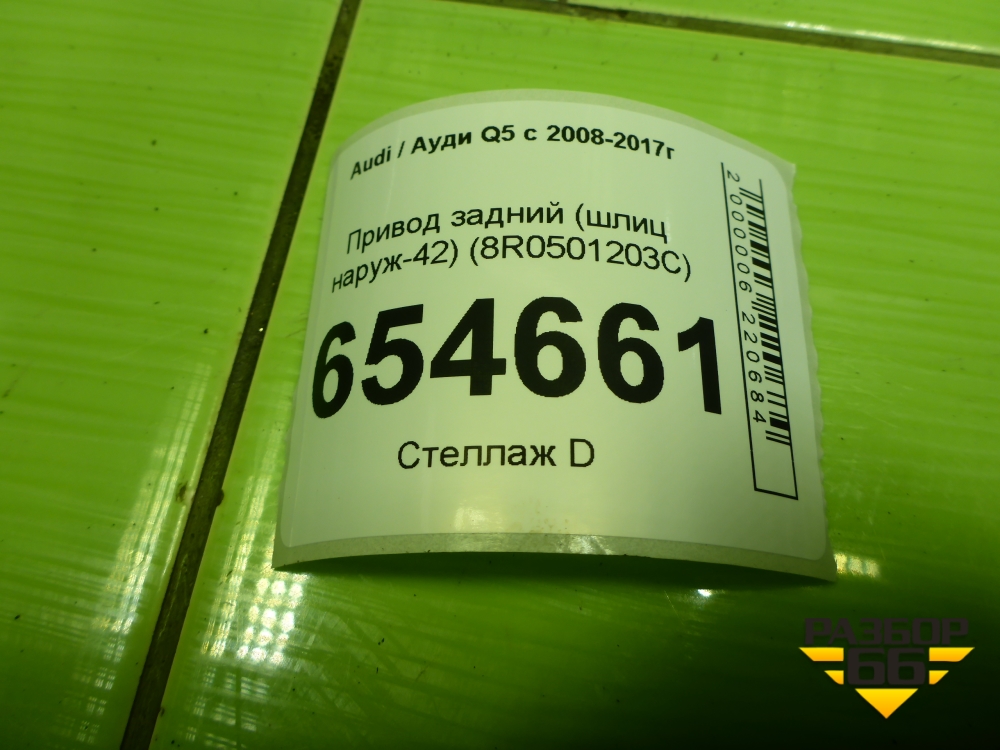 Audi / Ауди Q5 с 2008-2017г
Привод задний (шлиц
наруж-42) (8R0501203C)
654661
Стеллаж D
2000006220684
РАЗБОР
66